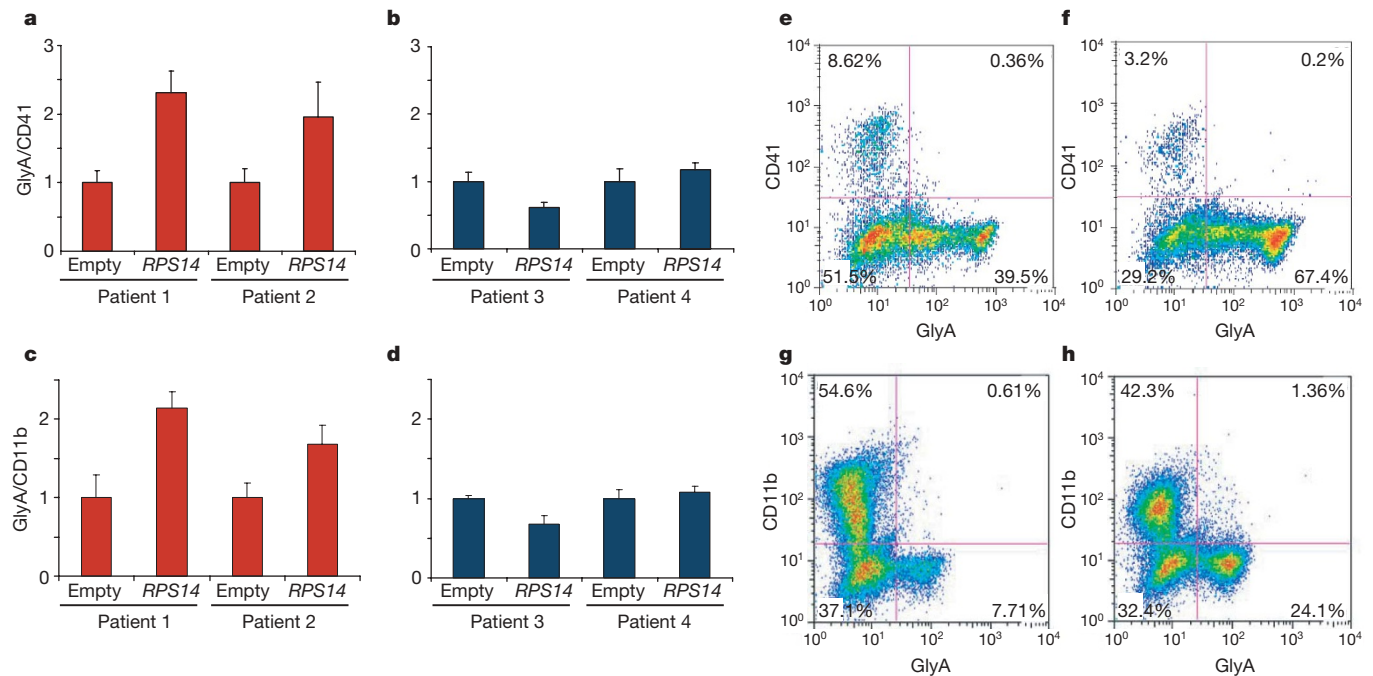 a
3
2
1
0
GlyA/CD41
Empty RPS14 Empty RPS14
Patient 1 Patient 2
b
3
2
1
0
Empty RPS14 Empty RPS14
Patient 3 Patient 4
c
2
1
0
GlyA/CD11b
Empty RPS14 Empty RPS14
Patient 1 Patient 2
d
2
1
0
Empty RPS14 Empty RPS14
Patient 3 Patient 4
e
10⁴
10³
10²
10¹
10⁰
CD41
8.62% 0.36%
51.5% 39.5%
10⁰ 10¹ 10² 10³ 10⁴
GlyA
f
10⁴
10³
10²
10¹
10⁰
CD41
3.2% 0.2%
29.2% 67.4%
10⁰ 10¹ 10² 10³ 10⁴
GlyA
g
10⁴
10³
10²
10¹
10⁰
CD11b
54.6% 0.61%
37.1% 7.71%
10⁰ 10¹ 10² 10³ 10⁴
GlyA
h
10⁴
10³
10²
10¹
10⁰
CD11b
42.3% 1.36%
32.4% 24.1%
10⁰ 10¹ 10² 10³ 10⁴
GlyA